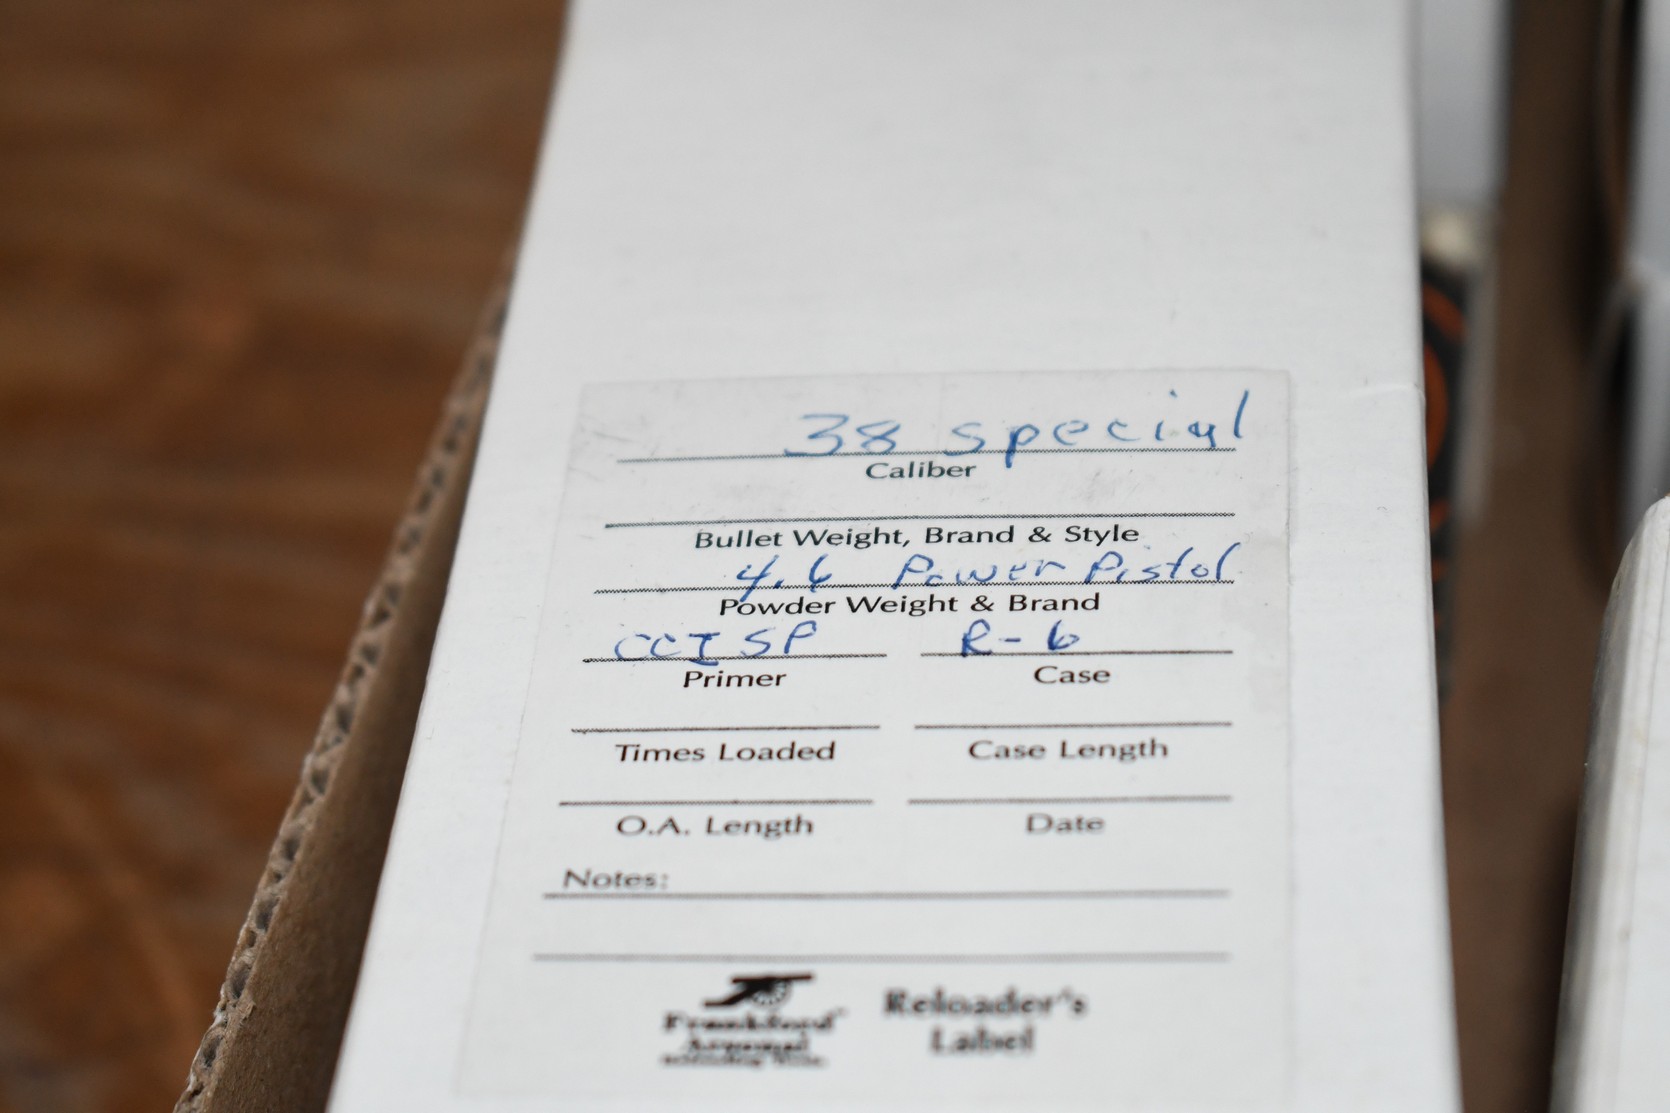 38 special
Caliber
Bullet Weight, Brand & Style
4.6 Power Pistol
Powder Weight & Brand
CCI SP R-6
Primer Case
Times Loaded Case Length
O.A. Length Date
Notes:
Frankford Reloader's
Arsenal Label